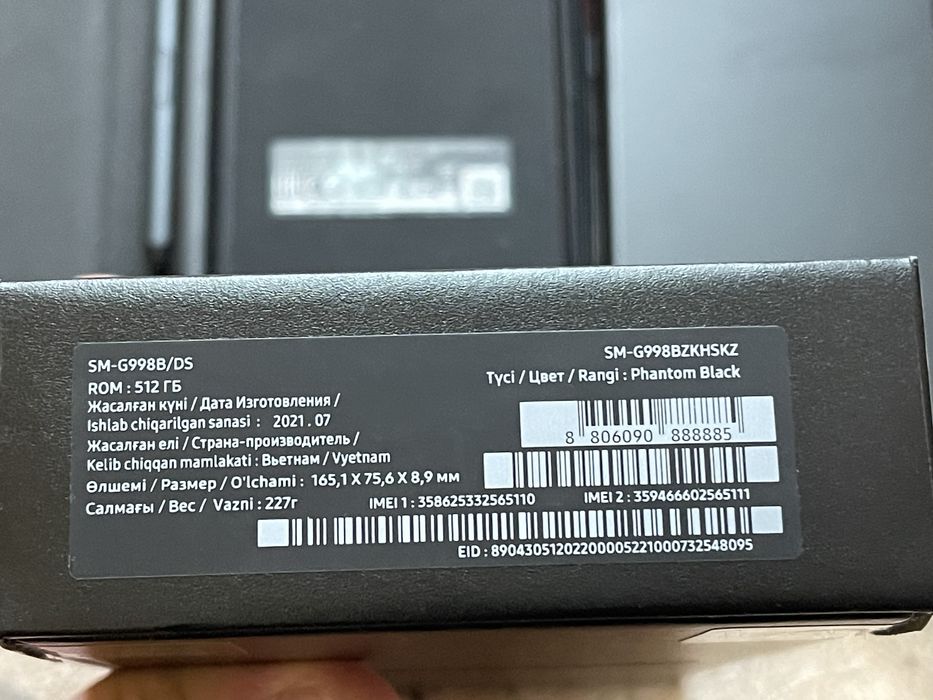 SM-G998B/DS
ROM : 512 ГБ
Жасалған күні / Дата Изготовления /
Ishlab chiqarilgan sanasi : 2021 . 07
Жасалған елі / Страна-производитель /
Kelib chiqqan mamlakati : Вьетнам / Vyetnam
Өлшемі / Размер / O'lchami : 165,1 X 75,6 X 8,9 мм
Салмағы / Вес / Vazni : 227г
SM-G998BZKHSKZ
Түсі / Цвет / Rangi : Phantom Black
8 806090 888885
IMEI 1 : 358625332565110 IMEI 2 : 359466602565111
EID : 89043051202200005221000732548095